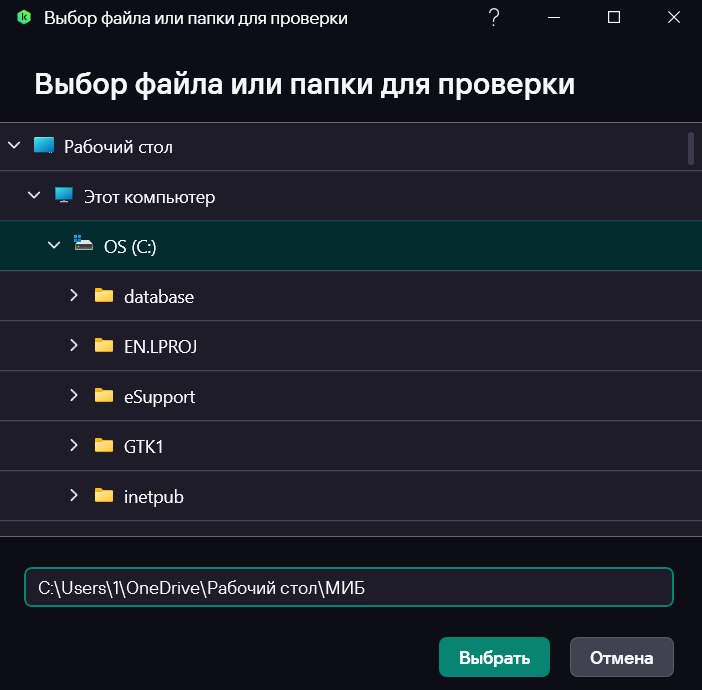 Выбор файла или папки для проверки
?
Выбор файла или папки для проверки
Рабочий стол
Этот компьютер
OS (C:)
database
EN.LPROJ
eSupport
GTK1
inetpub
C:\Users\1\OneDrive\Рабочий стол\МИБ
Выбрать Отмена